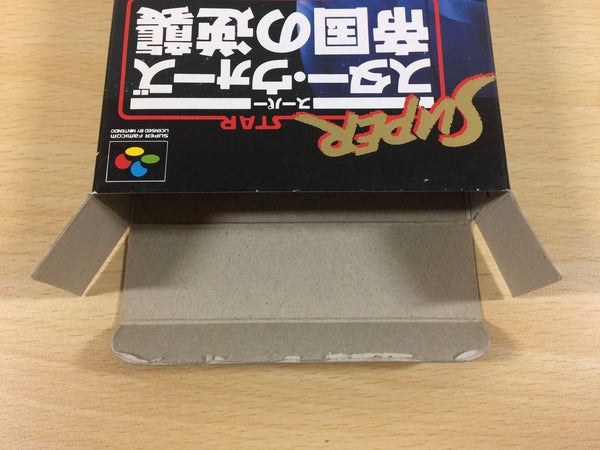 SUPER
STAR
スーパー
スター・ウォーズ
帝国の逆襲
SUPER FAMICOM
LICENSED BY NINTENDO